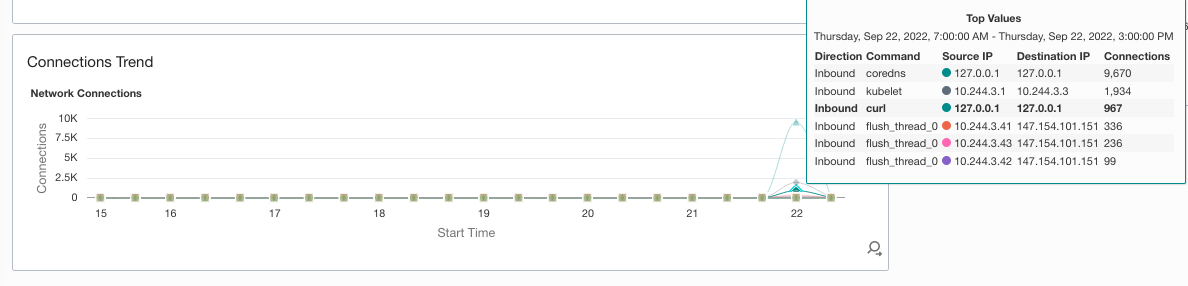 Top Values
Thursday, Sep 22, 2022, 7:00:00 AM - Thursday, Sep 22, 2022, 3:00:00 PM
Direction Command Source IP Destination IP Connections
Inbound coredns 127.0.0.1 127.0.0.1 9,670
Inbound kubelet 10.244.3.1 10.244.3.3 1,934
Inbound curl 127.0.0.1 127.0.0.1 967
Inbound flush_thread_0 10.244.3.41 147.154.101.151 336
Inbound flush_thread_0 10.244.3.43 147.154.101.151 236
Inbound flush_thread_0 10.244.3.42 147.154.101.151 99
Connections Trend
Network Connections
Connections
10K
7.5K
5K
2.5K
0
15 16 17 18 19 20 21 22
Start Time